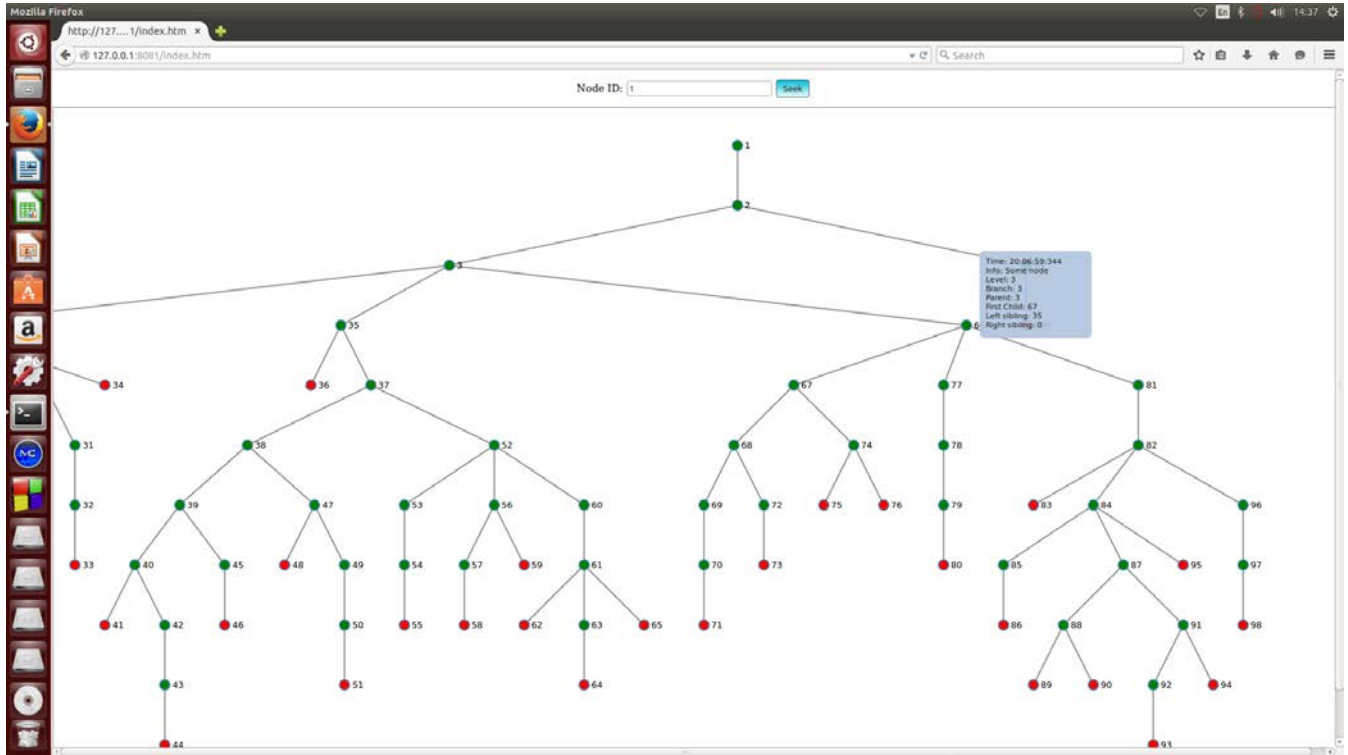 Mozilla Firefox
En
14:37
http://127....1/index.htm ×
127.0.0.1:8081/index.htm
Search
Node ID: 1 Seek
1
2
3
Time: 20:06:59:344
Info: Some node
Level: 3
Branch: 3
Parent: 3
First Child: 67
Left sibling: 35
Right sibling: 0
35
34 36 37 67 77 81
31 38 52 68 74 78 82
32 39 47 53 56 60 69 72 75 76 79 83 84 96
33 40 45 48 49 54 57 59 61 70 73 80 85 87 95 97
41 42 46 50 55 58 62 63 65 71 86 88 91 98
43 51 64 89 90 92 94
44 93